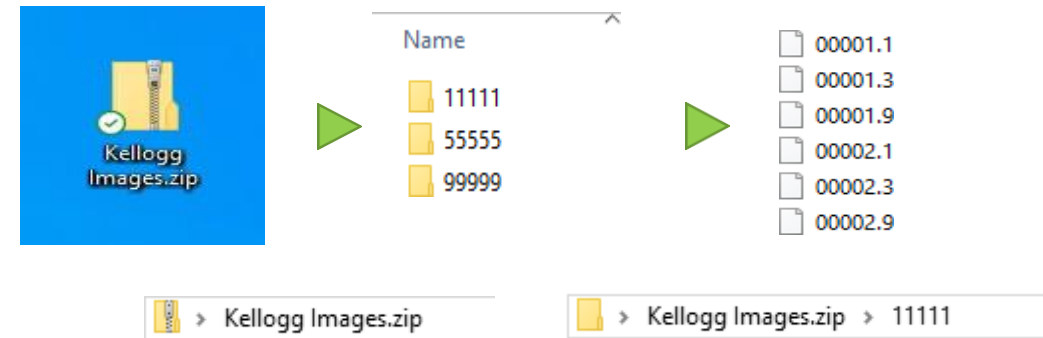 Kellogg
Images.zip
Name
11111
55555
99999
00001.1
00001.3
00001.9
00002.1
00002.3
00002.9
Kellogg Images.zip
Kellogg Images.zip 11111